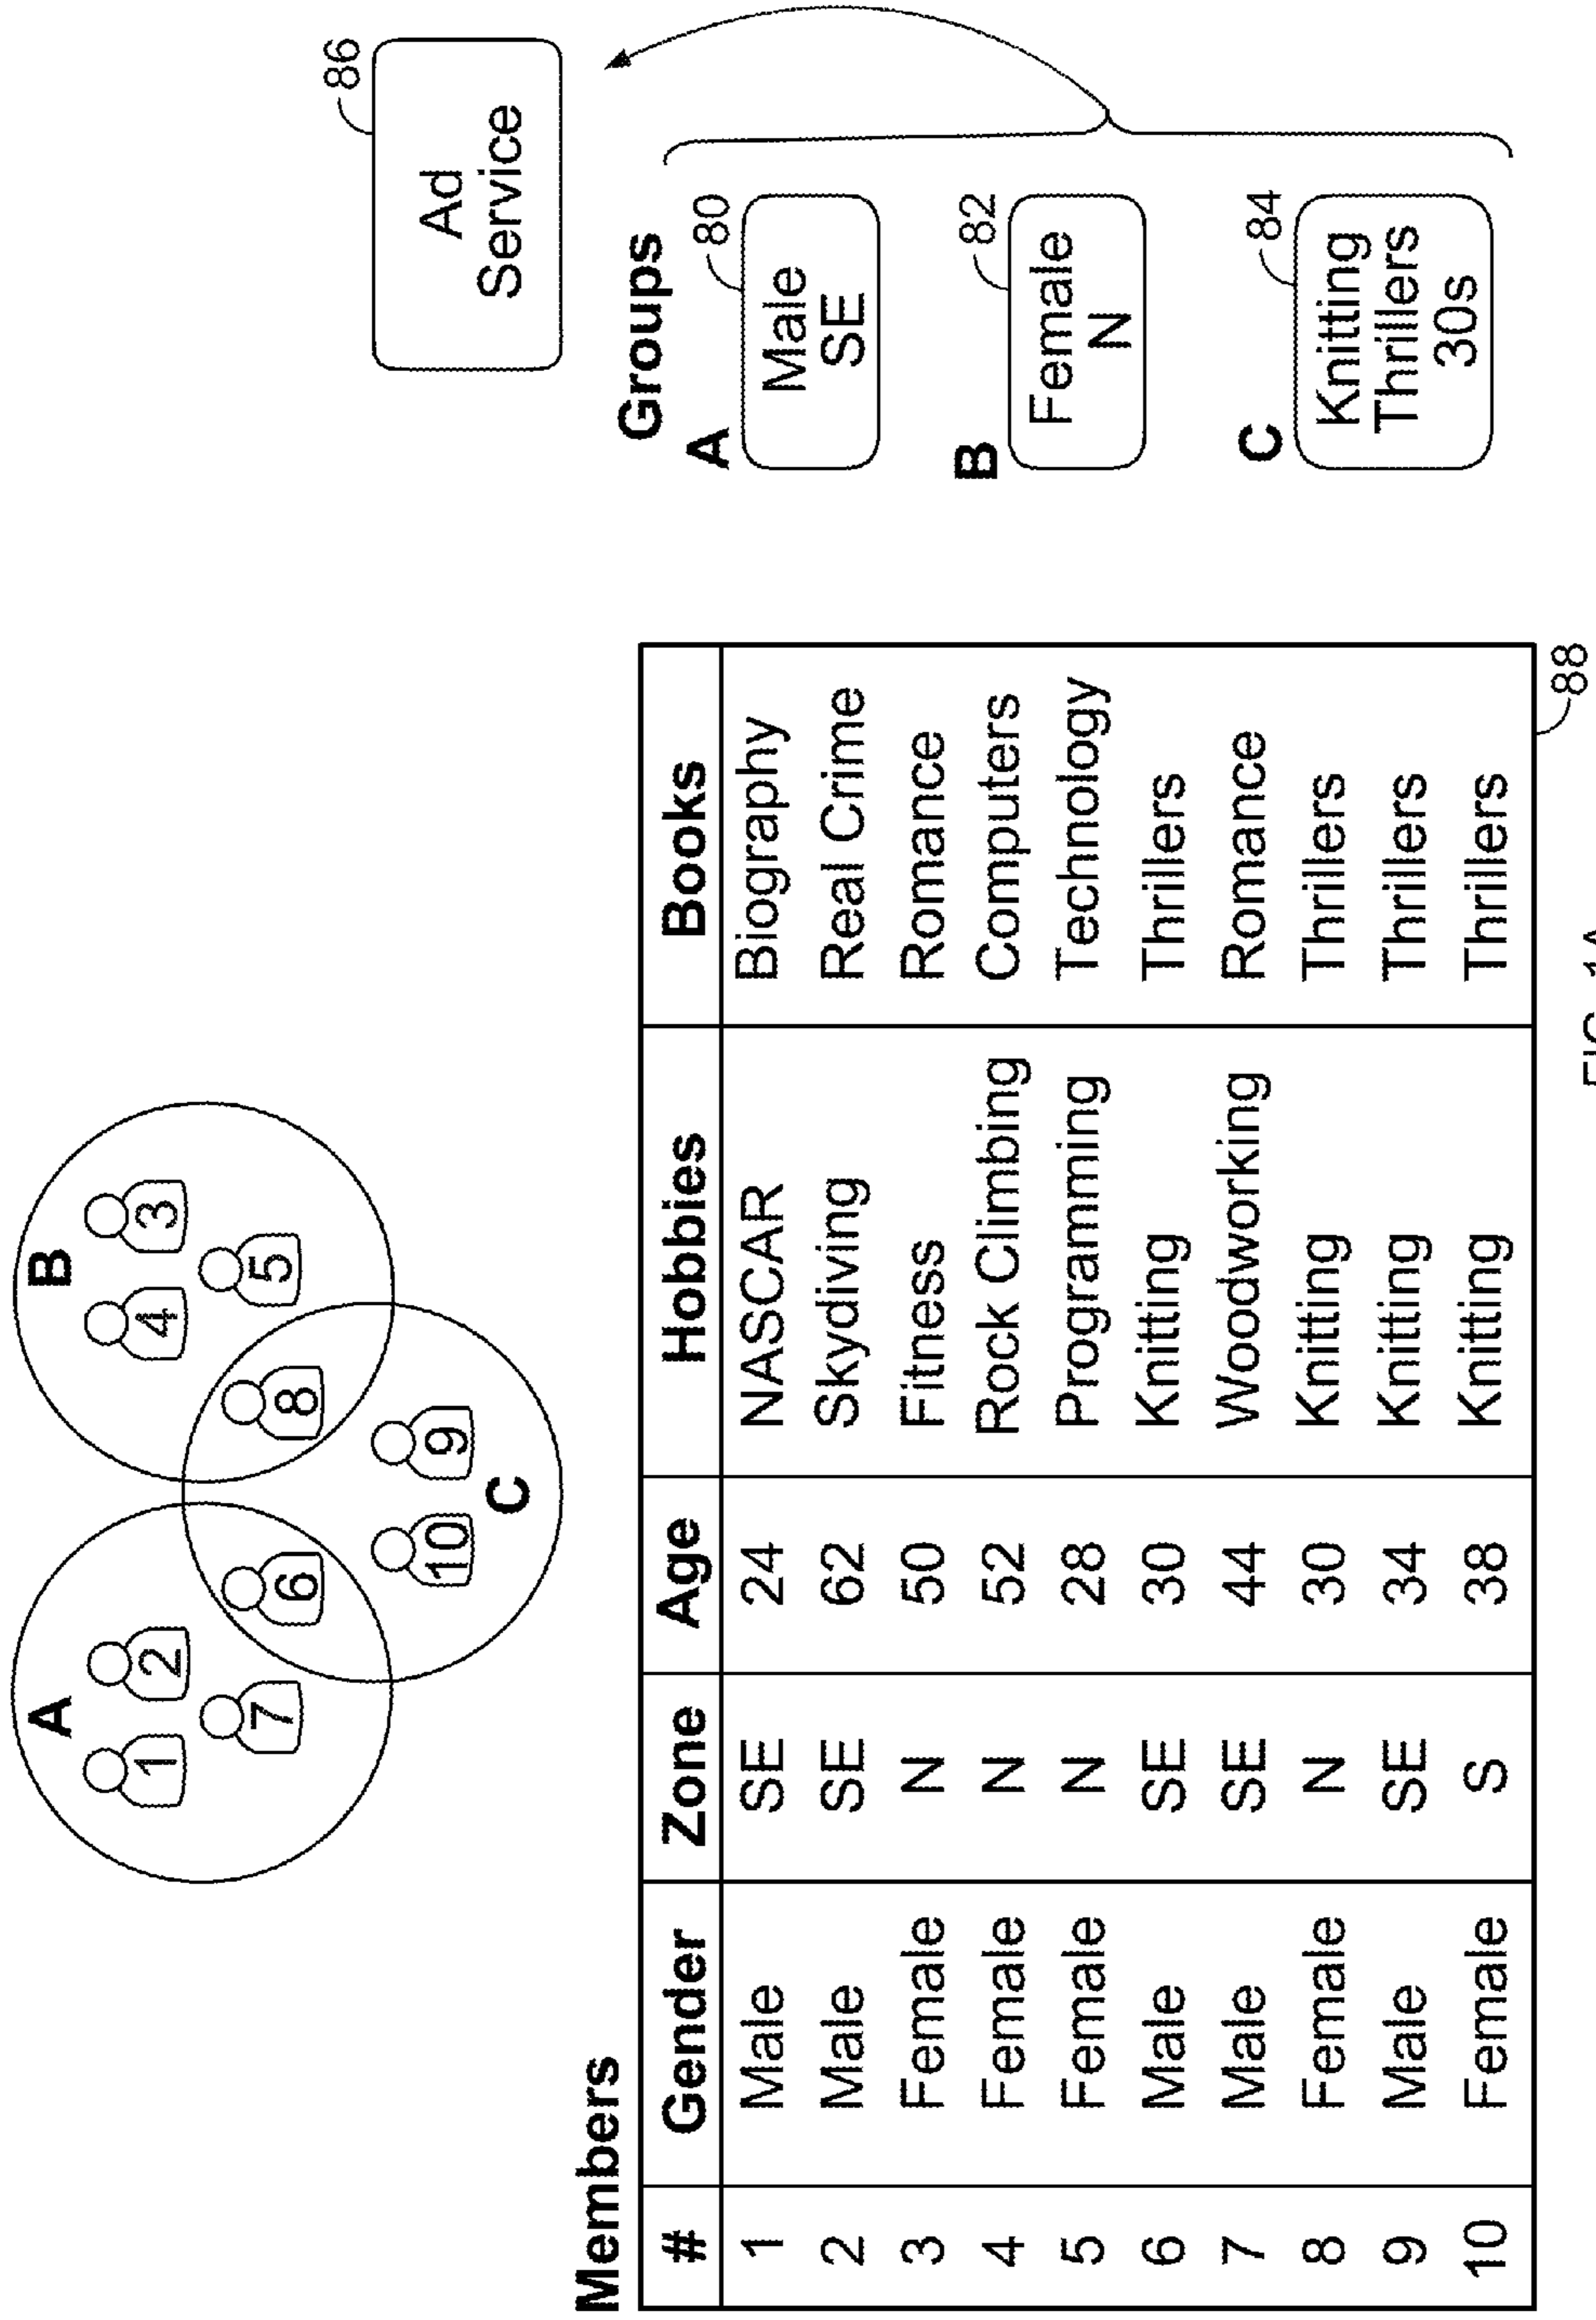 A
1
2
7
6
B
4
3
5
8
10
9
C
86
Ad
Service
Members
# Gender Zone Age Hobbies Books
1 Male SE 24 NASCAR Biography
2 Male SE 62 Skydiving Real Crime
3 Female N 50 Fitness Romance
4 Female N 52 Rock Climbing Computers
5 Female N 28 Programming Technology
6 Male SE 30 Knitting Thrillers
7 Male SE 44 Woodworking Romance
8 Female N 30 Knitting Thrillers
9 Male SE 34 Knitting Thrillers
10 Female S 38 Knitting Thrillers
88
Groups
A
80
Male
SE
B
82
Female
N
C
84
Knitting
Thrillers
30s
FIG. 1A